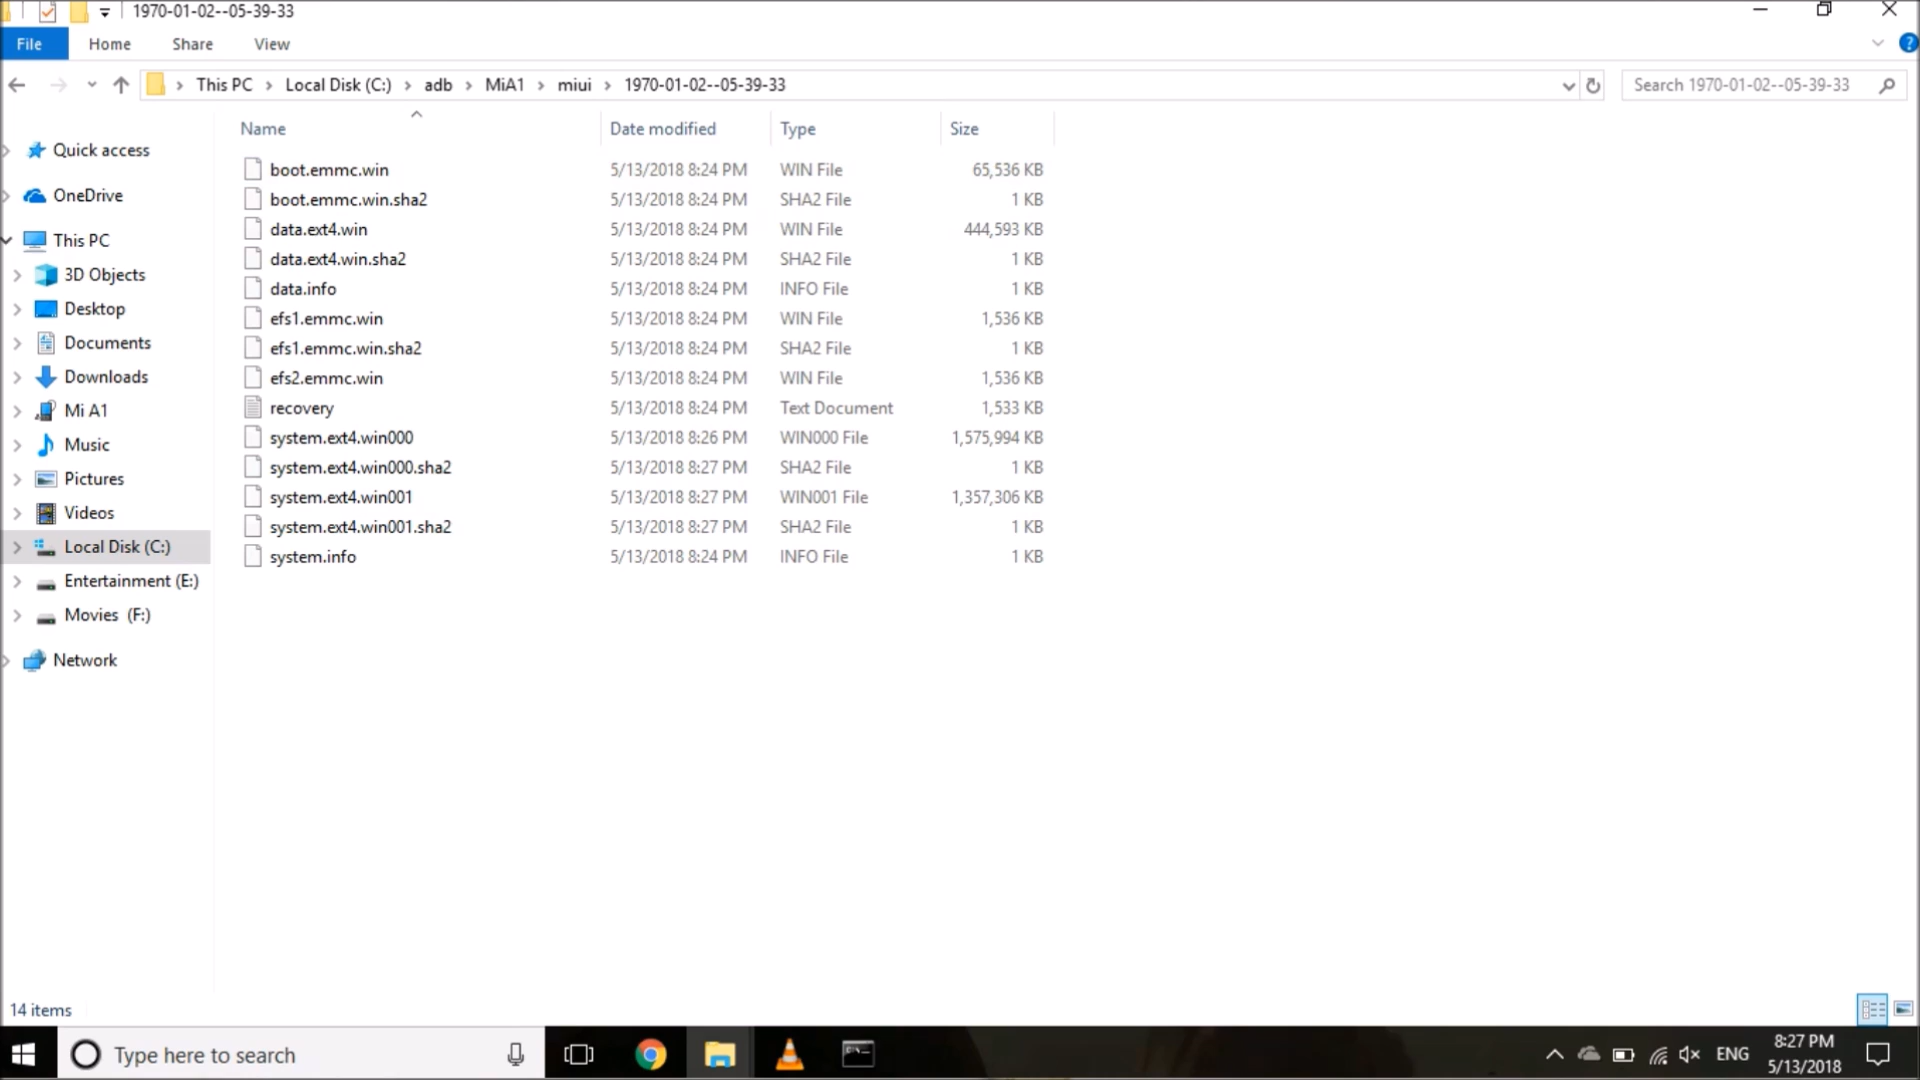 1970-01-02--05-39-33
File Home Share View
This PC Local Disk (C:) adb MiA1 miui 1970-01-02--05-39-33 Search 1970-01-02--05-39-33
Name Date modified Type Size
Quick access
OneDrive
This PC
3D Objects
Desktop
Documents
Downloads
Mi A1
Music
Pictures
Videos
Local Disk (C:)
Entertainment (E:)
Movies (F:)
Network
boot.emmc.win 5/13/2018 8:24 PM WIN File 65,536 KB
boot.emmc.win.sha2 5/13/2018 8:24 PM SHA2 File 1 KB
data.ext4.win 5/13/2018 8:24 PM WIN File 444,593 KB
data.ext4.win.sha2 5/13/2018 8:24 PM SHA2 File 1 KB
data.info 5/13/2018 8:24 PM INFO File 1 KB
efs1.emmc.win 5/13/2018 8:24 PM WIN File 1,536 KB
efs1.emmc.win.sha2 5/13/2018 8:24 PM SHA2 File 1 KB
efs2.emmc.win 5/13/2018 8:24 PM WIN File 1,536 KB
recovery 5/13/2018 8:24 PM Text Document 1,533 KB
system.ext4.win000 5/13/2018 8:26 PM WIN000 File 1,575,994 KB
system.ext4.win000.sha2 5/13/2018 8:27 PM SHA2 File 1 KB
system.ext4.win001 5/13/2018 8:27 PM WIN001 File 1,357,306 KB
system.ext4.win001.sha2 5/13/2018 8:27 PM SHA2 File 1 KB
system.info 5/13/2018 8:24 PM INFO File 1 KB
14 items
Type here to search
ENG
8:27 PM
5/13/2018